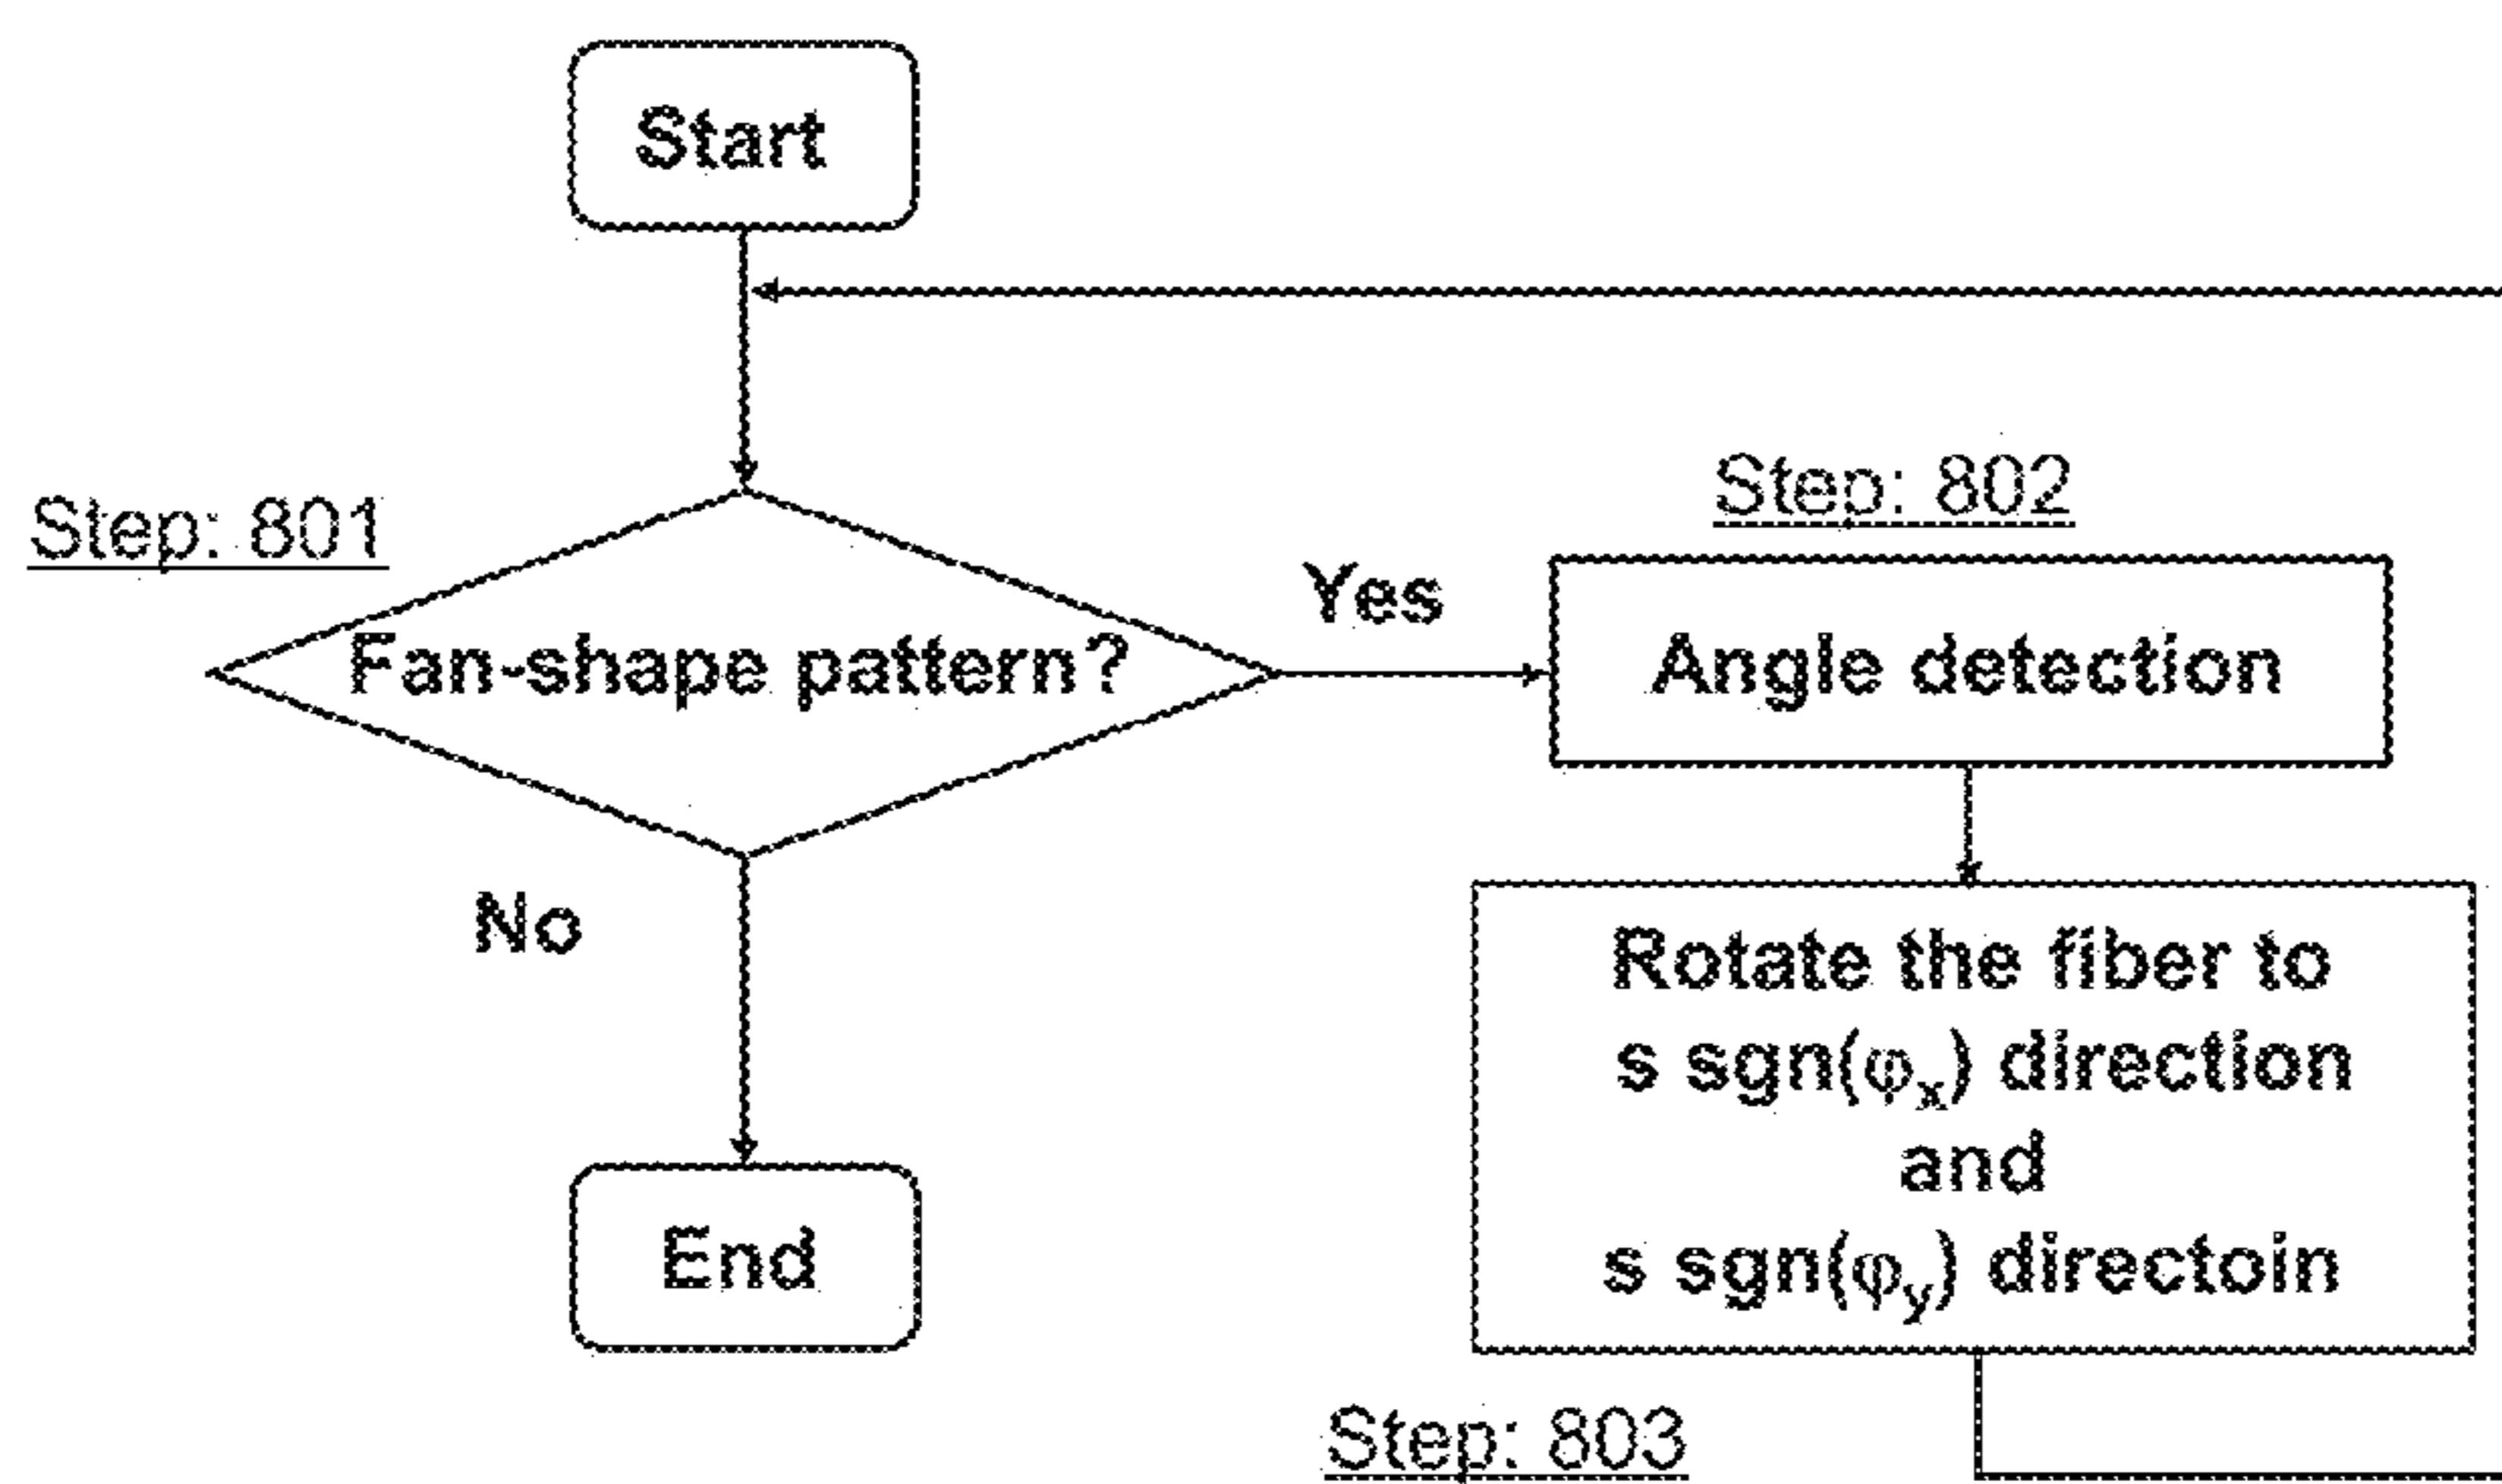 Start
Step: 801
Fan-shape pattern?
Yes
No
End
Step: 802
Angle detection
Rotate the fiber to
s sgn(φx) direction
and
s sgn(φy) directoin
Step: 803